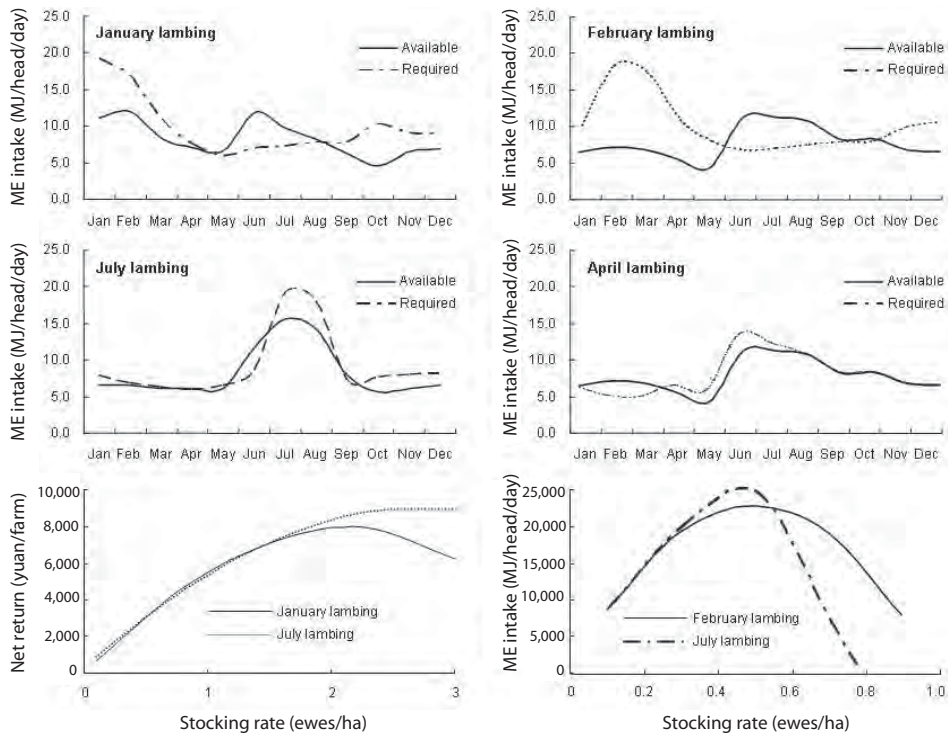 ME intake (MJ/head/day)
25.0
20.0
15.0
10.0
5.0
0.0
January lambing
Available
Required
Jan Feb Mar Apr May Jun Jul Aug Sep Oct Nov Dec
ME intake (MJ/head/day)
25.0
20.0
15.0
10.0
5.0
0.0
February lambing
Available
Required
Jan Feb Mar Apr May Jun Jul Aug Sep Oct Nov Dec
ME intake (MJ/head/day)
25.0
20.0
15.0
10.0
5.0
0.0
July lambing
Available
Required
Jan Feb Mar Apr May Jun Jul Aug Sep Oct Nov Dec
ME intake (MJ/head/day)
25.0
20.0
15.0
10.0
5.0
0.0
April lambing
Available
Required
Jan Feb Mar Apr May Jun Jul Aug Sep Oct Nov Dec
Net return (yuan/farm)
10,000
8,000
6,000
4,000
2,000
0
January lambing
July lambing
0 1 2 3
Stocking rate (ewes/ha)
ME intake (MJ/head/day)
25,000
20,000
15,000
10,000
5,000
0
February lambing
July lambing
0 0.2 0.4 0.6 0.8 1.0
Stocking rate (ewes/ha)